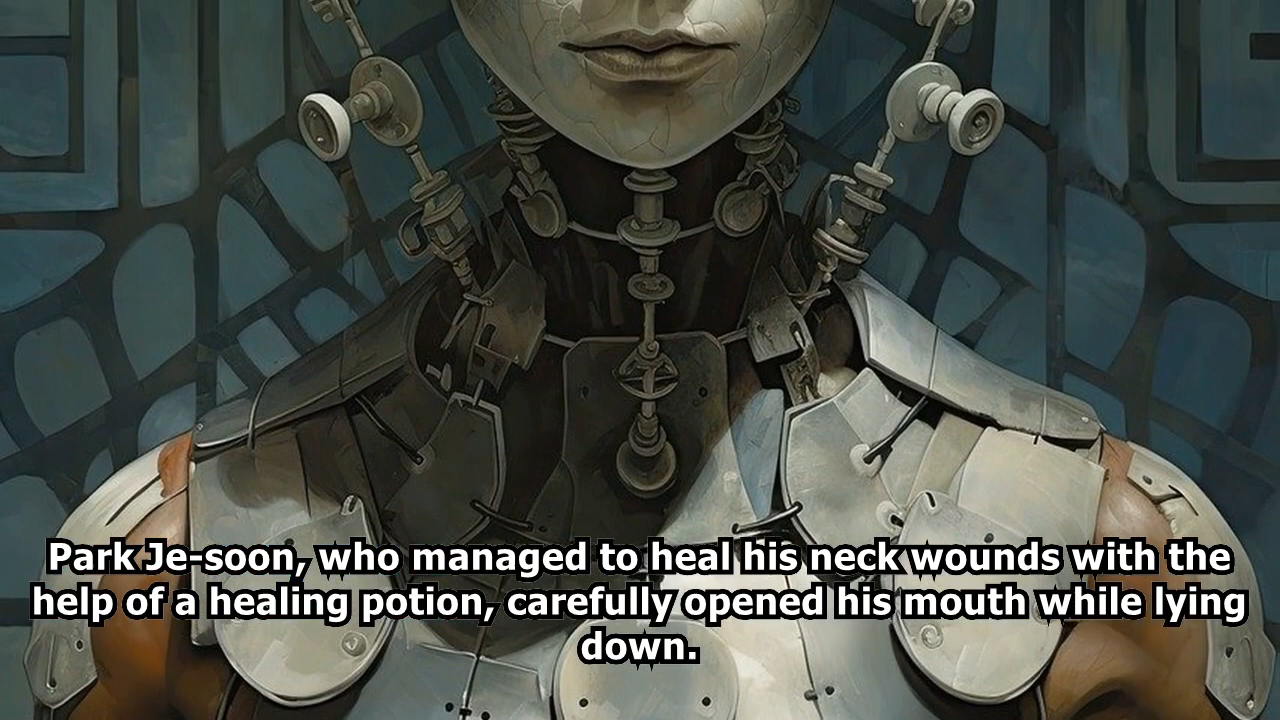 Park Je-soon, who managed to heal his neck wounds with the
help of a healing potion, carefully opened his mouth while lying
down.